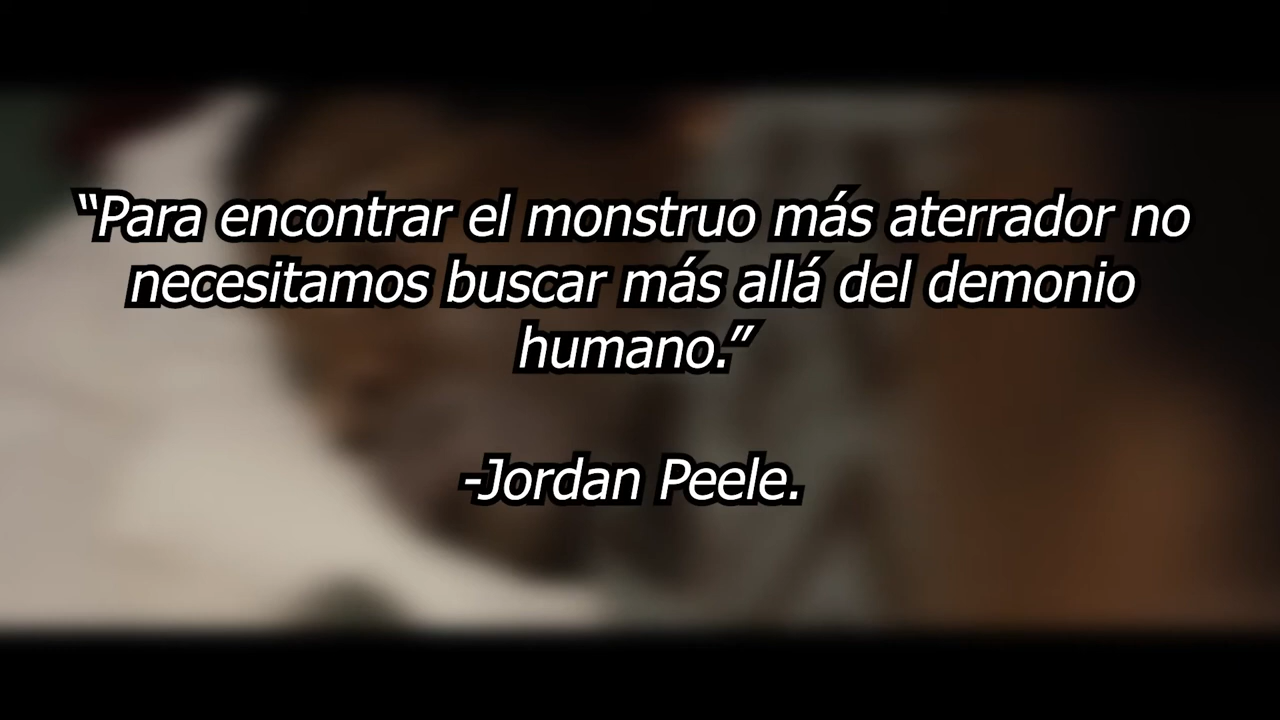 “Para encontrar el monstruo más aterrador no
necesitamos buscar más allá del demonio
humano.”
-Jordan Peele.